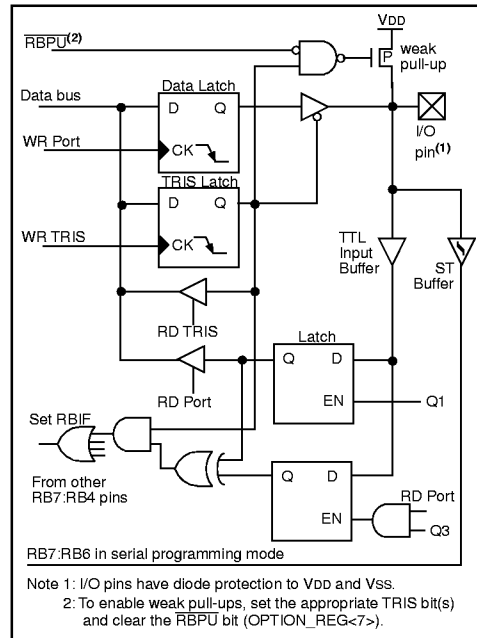 VDD
RBPU(2)
P
weak
pull-up
Data Latch
Data bus
D
Q
I/O
pin(1)
WR Port
CK
TRIS Latch
D
Q
WR TRIS
CK
TTL
Input
Buffer
ST
Buffer
RD TRIS
Latch
Q
D
RD Port
EN
Q1
Set RBIF
From other
RB7:RB4 pins
Q
D
RD Port
EN
Q3
RB7:RB6 in serial programming mode
Note 1: I/O pins have diode protection to VDD and VSS.
2: To enable weak pull-ups, set the appropriate TRIS bit(s)
and clear the RBPU bit (OPTION_REG<7>).